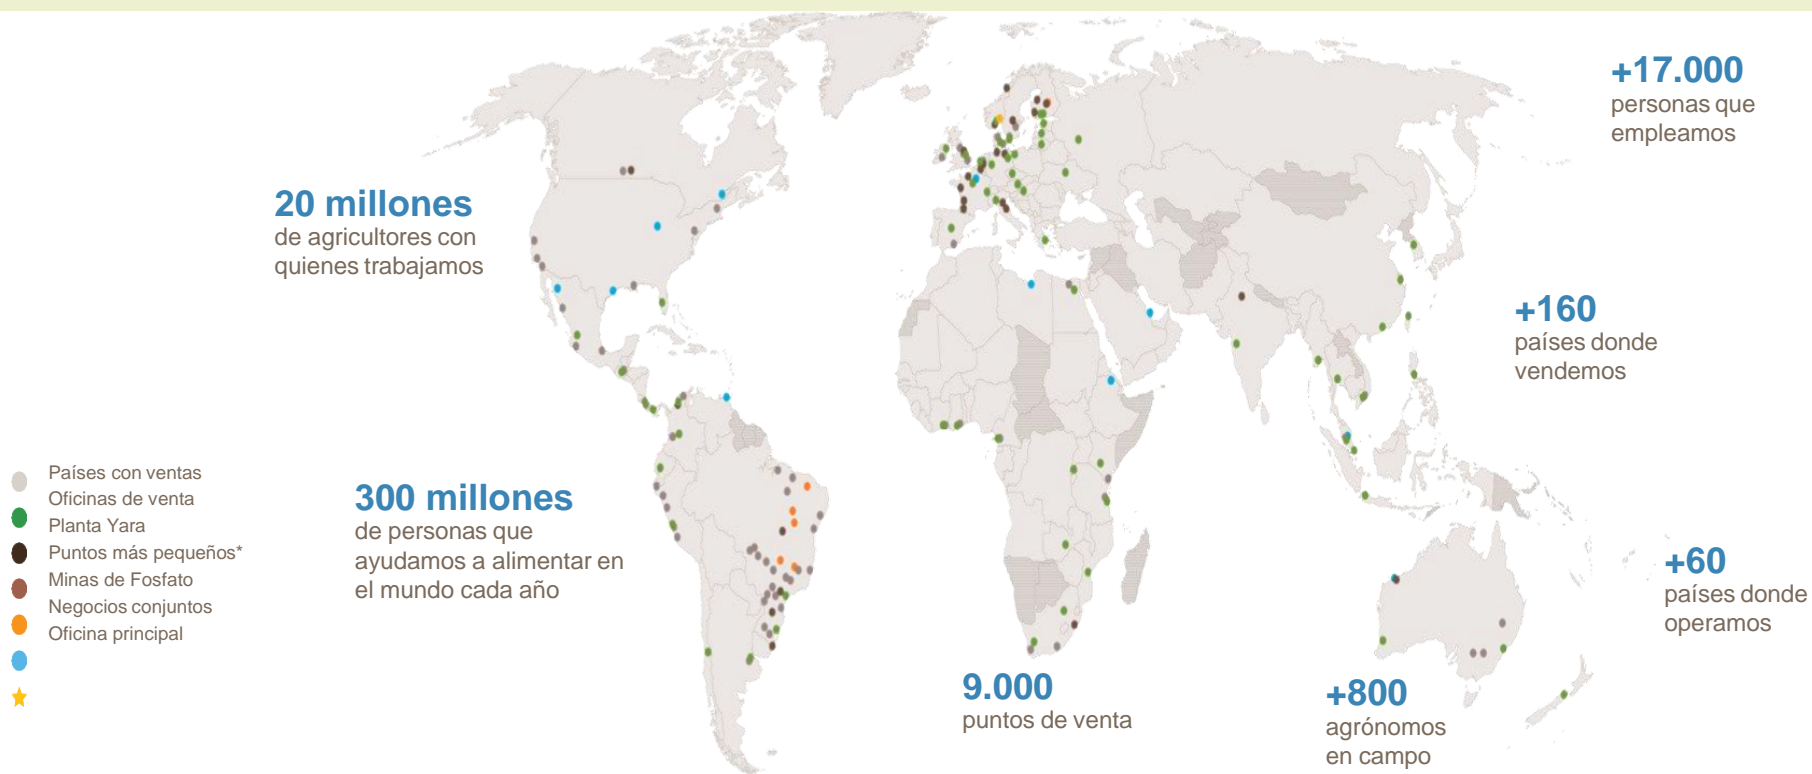 +17.000
personas que
empleamos
20 millones
de agricultores con
quienes trabajamos
+160
países donde
vendemos
Países con ventas
Oficinas de venta
Planta Yara
Puntos más pequeños*
Minas de Fosfato
Negocios conjuntos
Oficina principal
300 millones
de personas que
ayudamos a alimentar en
el mundo cada año
+60
países donde
operamos
9.000
puntos de venta
+800
agrónomos
en campo